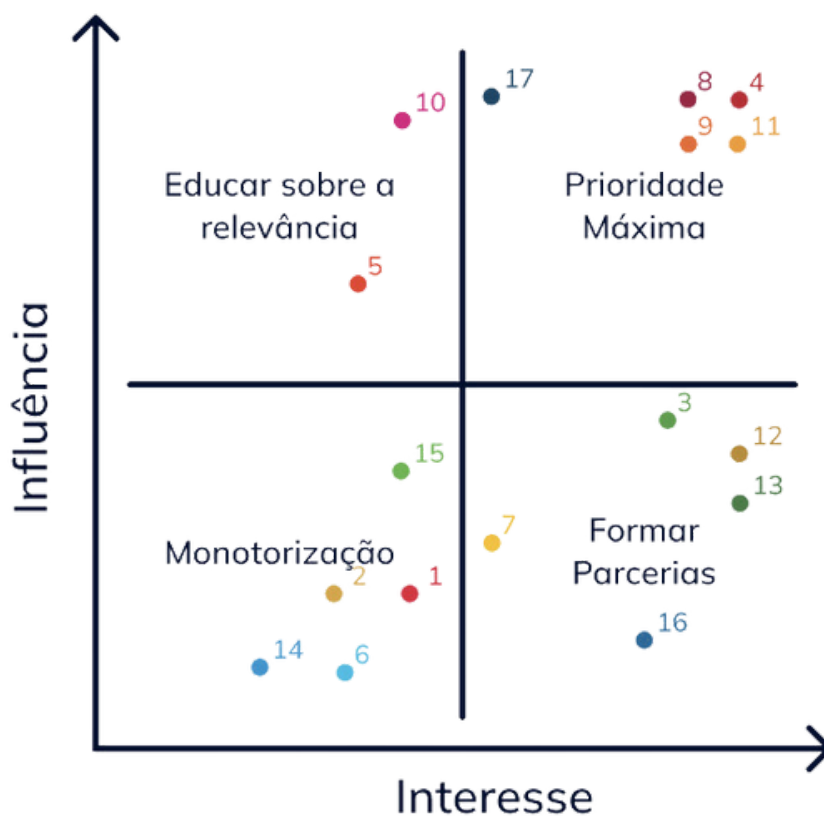 17
8
4
10
9
11
Educar sobre a
relevância
Prioridade
Máxima
5
Influência
3
12
15
13
7
Formar
Parcerias
Monotorização
2
1
16
14
6
Interesse